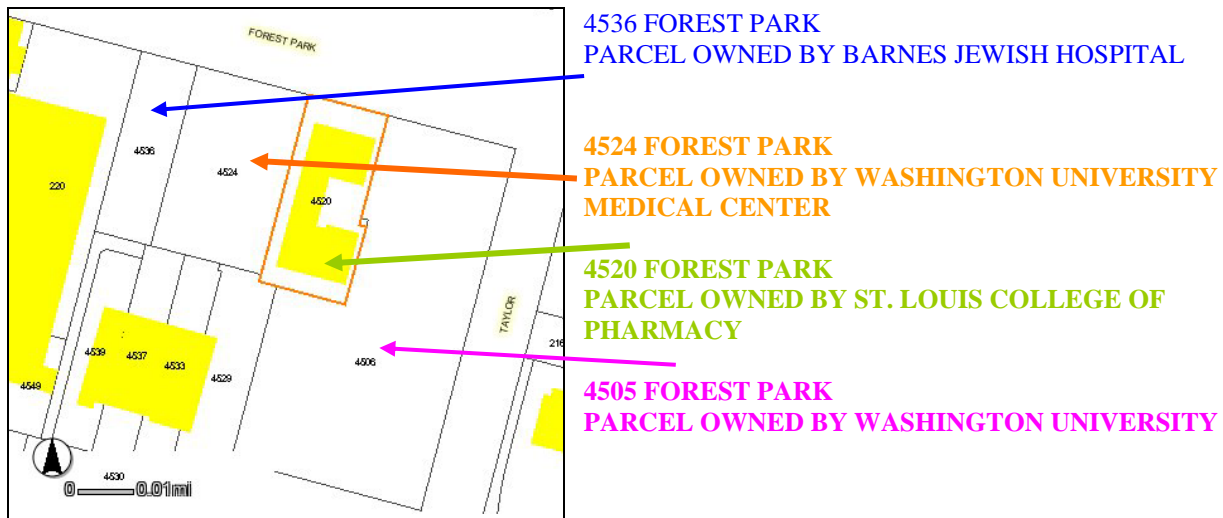 FOREST PARK
4536
4524
220
4520
TAYLOR
216
4539
4537
4533
4506
4549
4529
4530
0 0.01mi
4536 FOREST PARK
PARCEL OWNED BY BARNES JEWISH HOSPITAL
4524 FOREST PARK
PARCEL OWNED BY WASHINGTON UNIVERSITY
MEDICAL CENTER
4520 FOREST PARK
PARCEL OWNED BY ST. LOUIS COLLEGE OF
PHARMACY
4505 FOREST PARK
PARCEL OWNED BY WASHINGTON UNIVERSITY